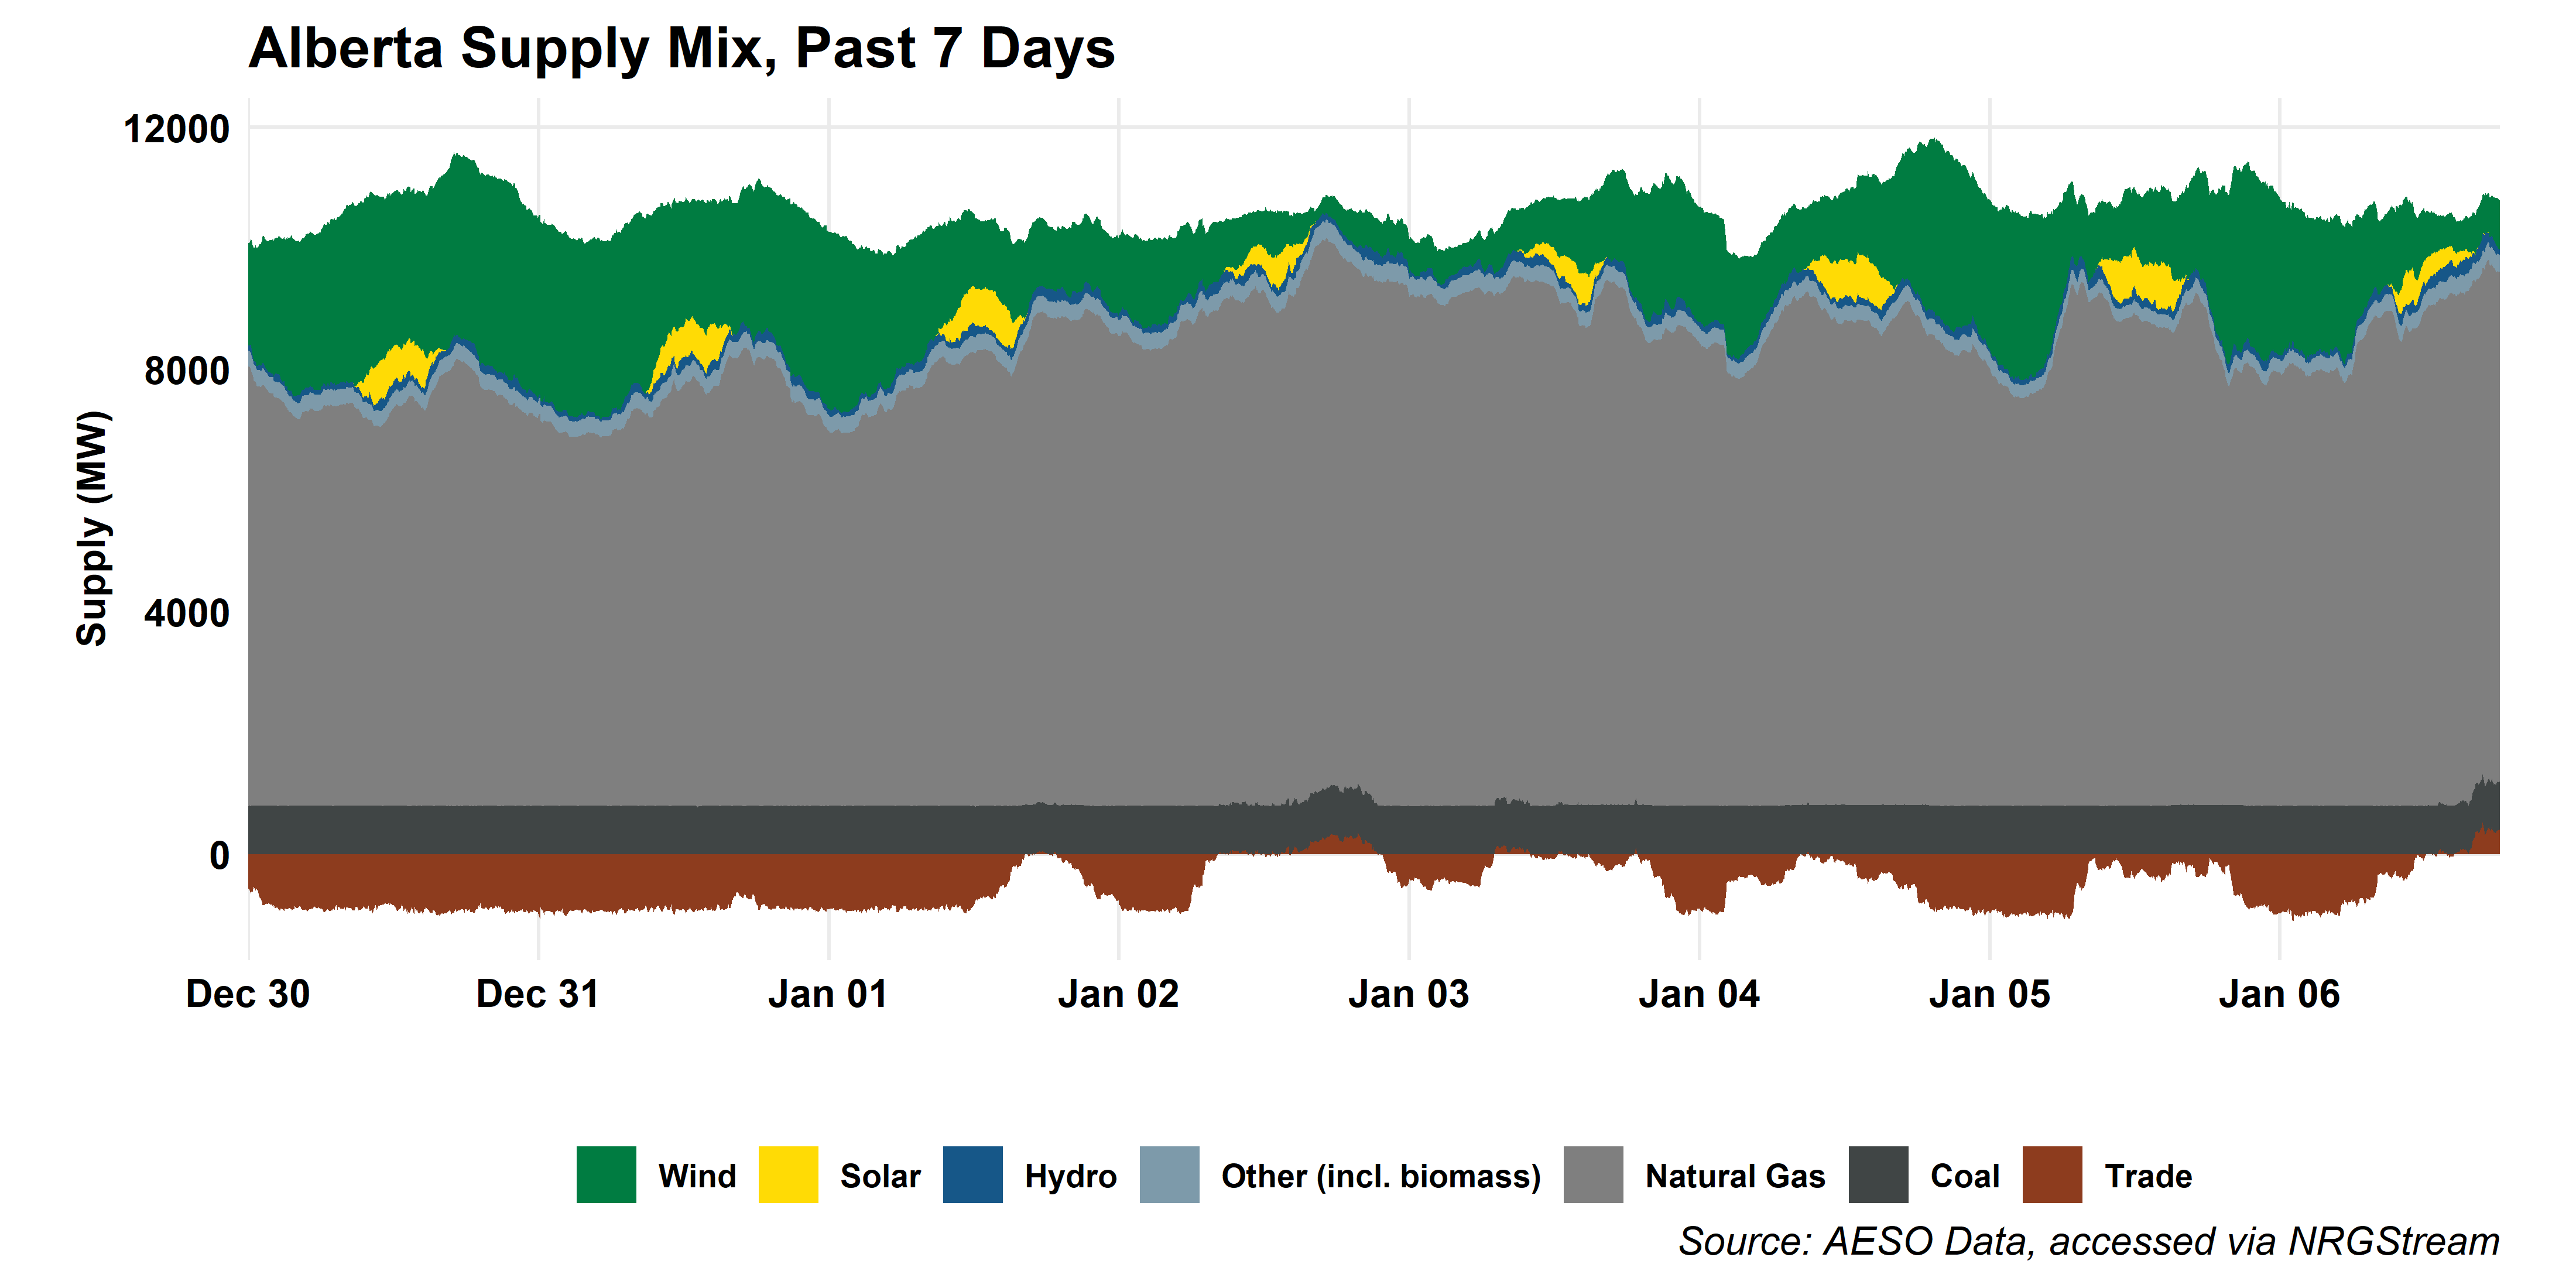 Alberta Supply Mix, Past 7 Days
12000
8000
4000
0
Supply (MW)
Dec 30 Dec 31 Jan 01 Jan 02 Jan 03 Jan 04 Jan 05 Jan 06
Wind Solar Hydro Other (incl. biomass) Natural Gas Coal Trade
Source: AESO Data, accessed via NRGStream